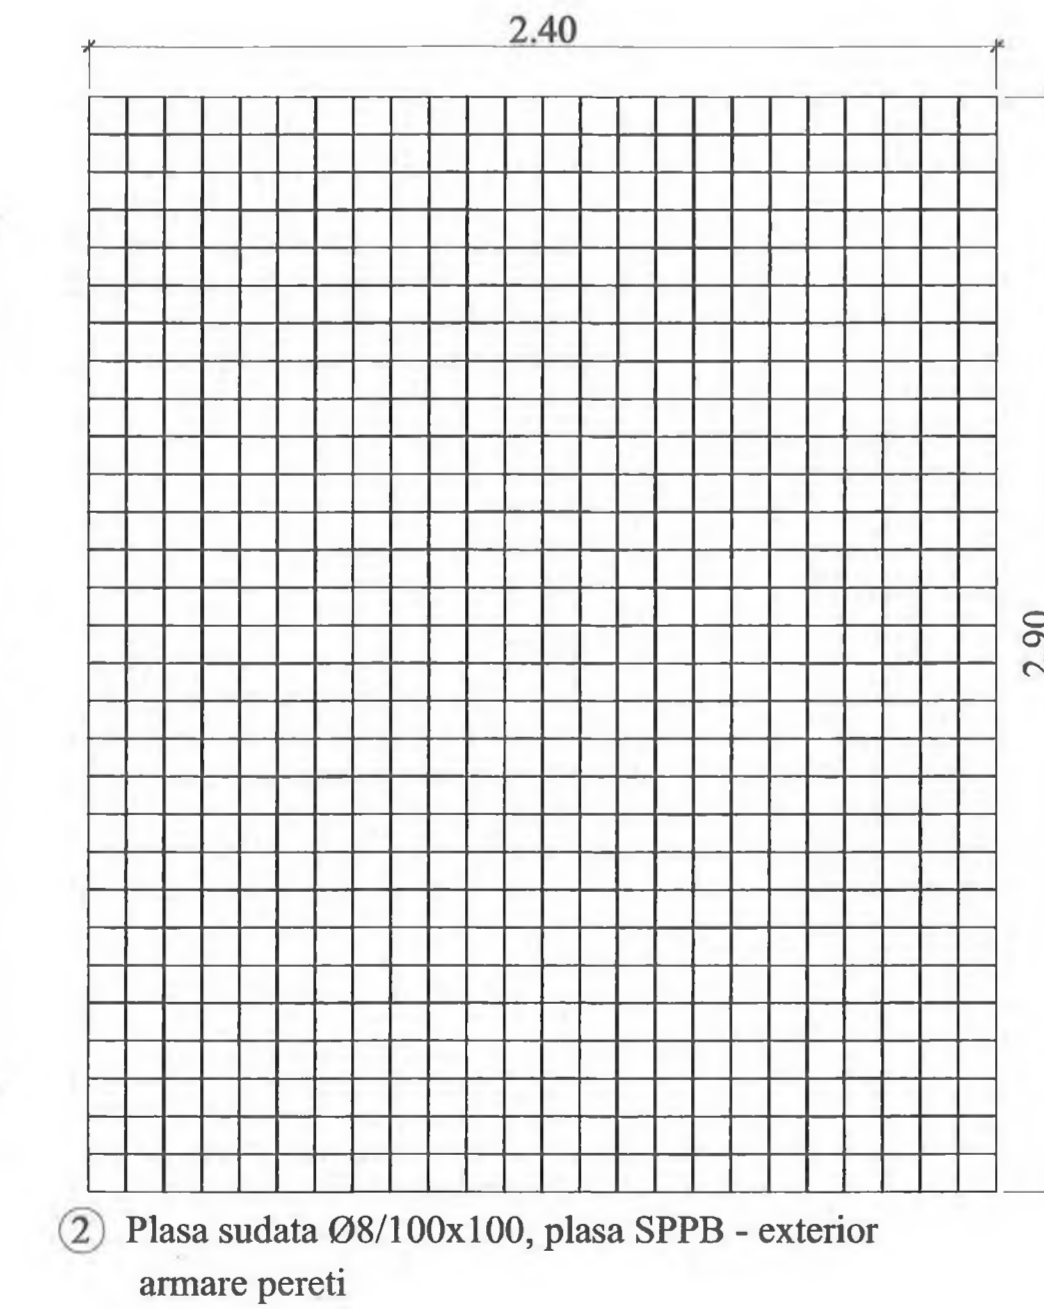 2.40
2.90
2 Plasa sudata Ø8/100x100, plasa SPPB - exterior
armare pereti